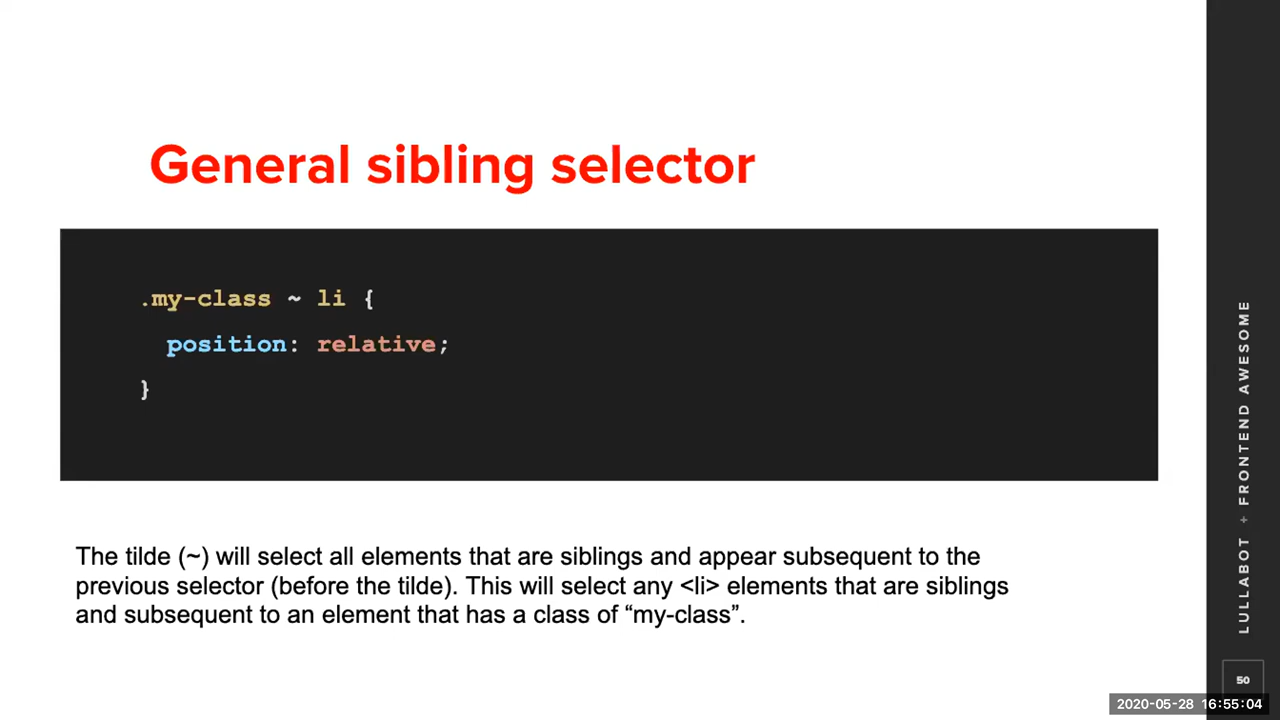 General sibling selector
.my-class ~ li {
position: relative;
}
The tilde (~) will select all elements that are siblings and appear subsequent to the
previous selector (before the tilde). This will select any <li> elements that are siblings
and subsequent to an element that has a class of “my-class”.
LULLABOT + FRONTEND AWESOME
50
2020-05-28 16:55:04